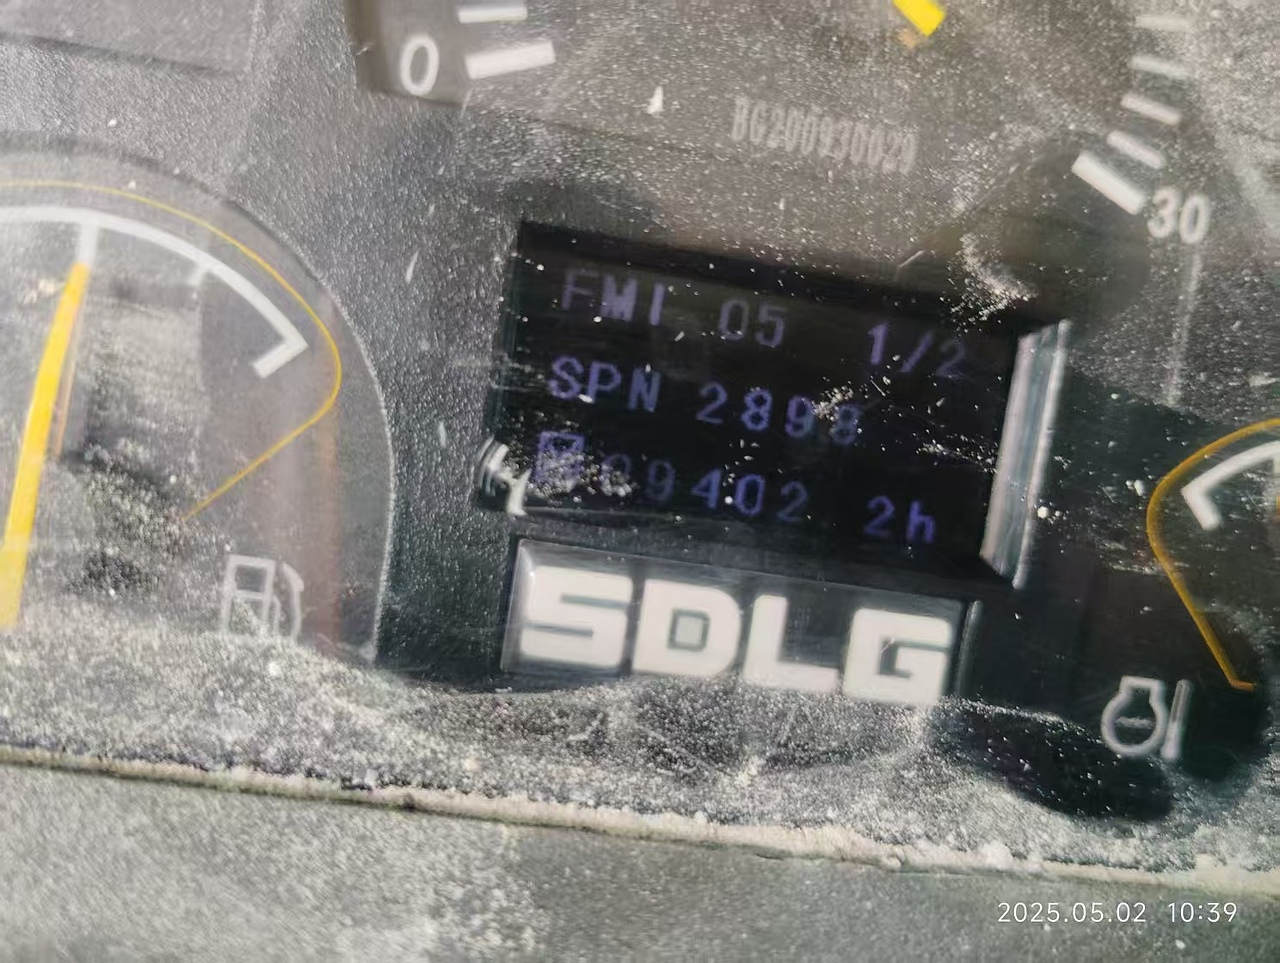 0
BG200930029
30
FMI 05 1/2
SPN 2898
09402 2h
SDLG
2025.05.02 10:39